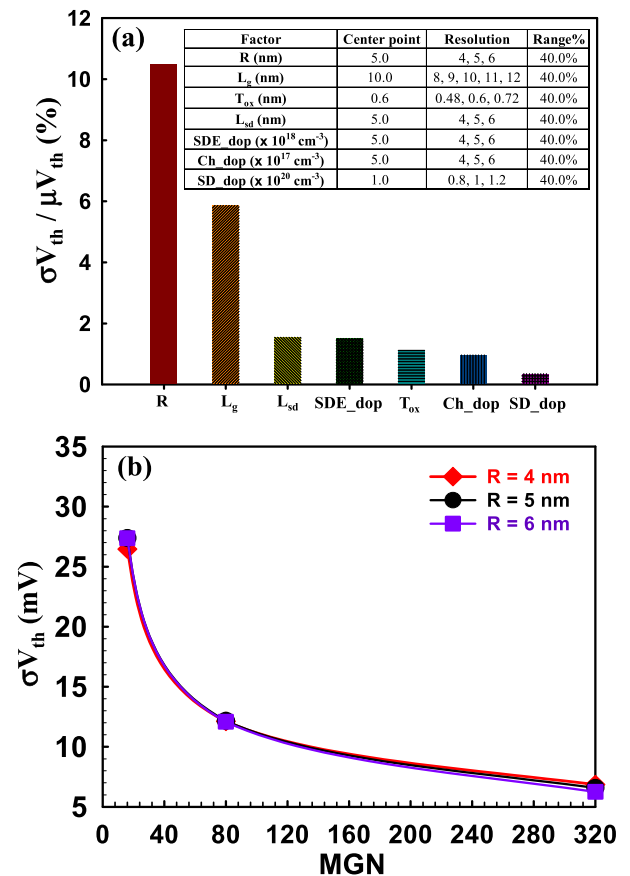 (a)
Factor Center point Resolution Range%
R (nm) 5.0 4, 5, 6 40.0%
Lg (nm) 10.0 8, 9, 10, 11, 12 40.0%
Tox (nm) 0.6 0.48, 0.6, 0.72 40.0%
Lsd (nm) 5.0 4, 5, 6 40.0%
SDE_dop (x 10¹⁸ cm⁻³) 5.0 4, 5, 6 40.0%
Ch_dop (x 10¹⁷ cm⁻³) 5.0 4, 5, 6 40.0%
SD_dop (x 10²⁰ cm⁻³) 1.0 0.8, 1, 1.2 40.0%
σVth / μVth (%)
12
10
8
6
4
2
0
R Lg Lsd SDE_dop Tox Ch_dop SD_dop
(b)
R = 4 nm
R = 5 nm
R = 6 nm
σVth (mV)
35
30
25
20
15
10
5
0 40 80 120 160 200 240 280 320
MGN